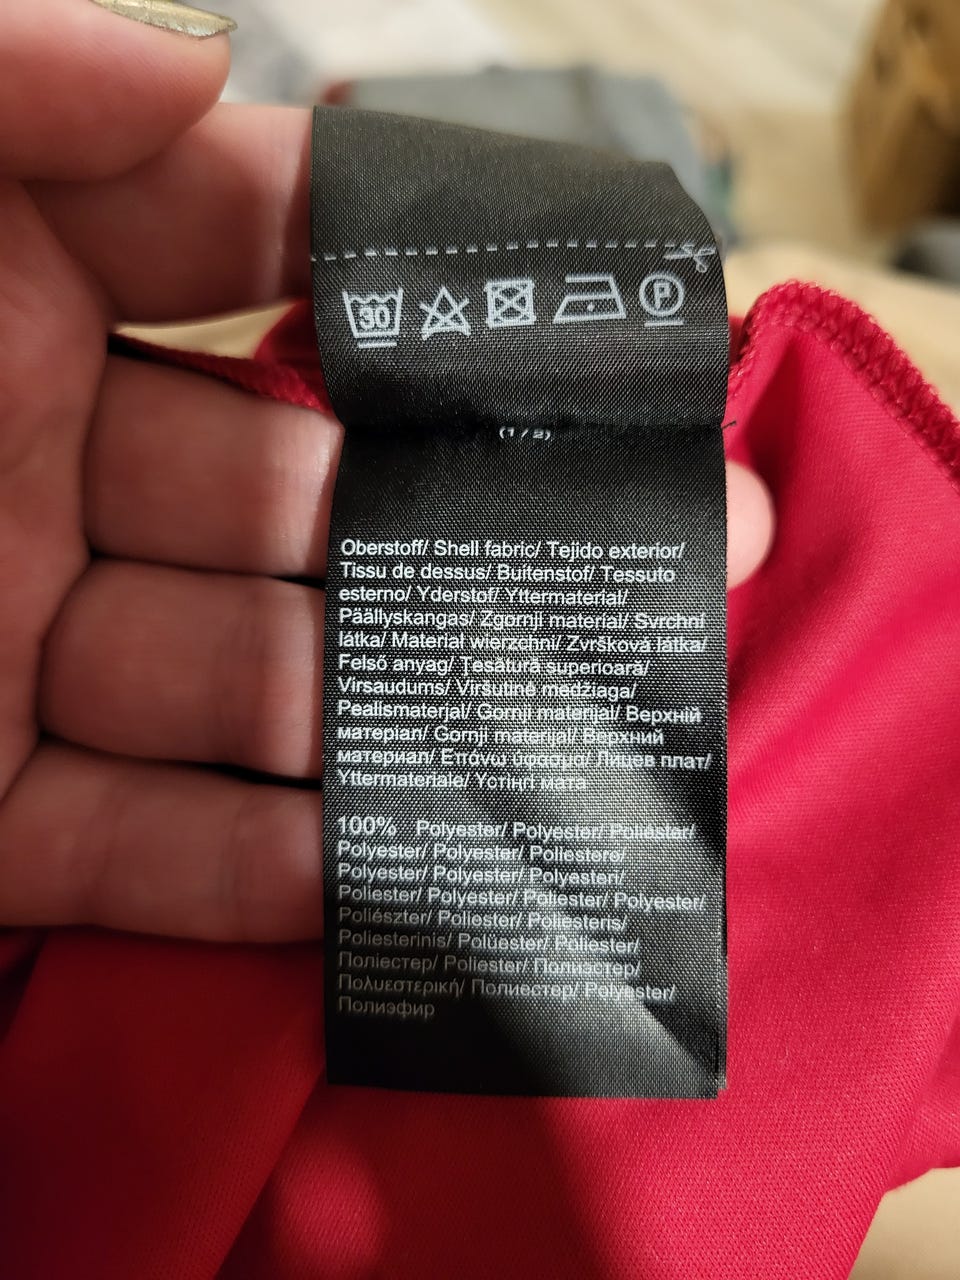 30 P
(1/2)
Oberstoff/ Shell fabric/ Tejido exterior/
Tissu de dessus/ Buitenstof/ Tessuto
esterno/ Yderstof/ Yttermaterial/
Päällyskangas/ Zgornji material/ Svrchní
látka/ Materiał wierzchni/ Zvršková látka/
Felső anyag/ Țesătură superioară/
Virsaudums/ Viršutinė medžiaga/
Pealismaterjal/ Gornji materijal/ Верхній
матеріал/ Gornji materijal/ Верхний
материал/ Επάνω ύφασμα/ Лицев плат/
Yttermateriale/ Үстіңгі мата
100% Polyester/ Polyester/ Poliéster/
Polyester/ Polyester/ Poliestere/
Polyester/ Polyester/ Polyesteri/
Poliester/ Polyester/ Poliester/ Polyester/
Poliészter/ Poliester/ Poliesteris/
Poliesterinis/ Polüester/ Poliester/
Поліестер/ Poliester/ Полиэстер/
Πολυεστερική/ Полиестер/ Polyester/
Полиэфир